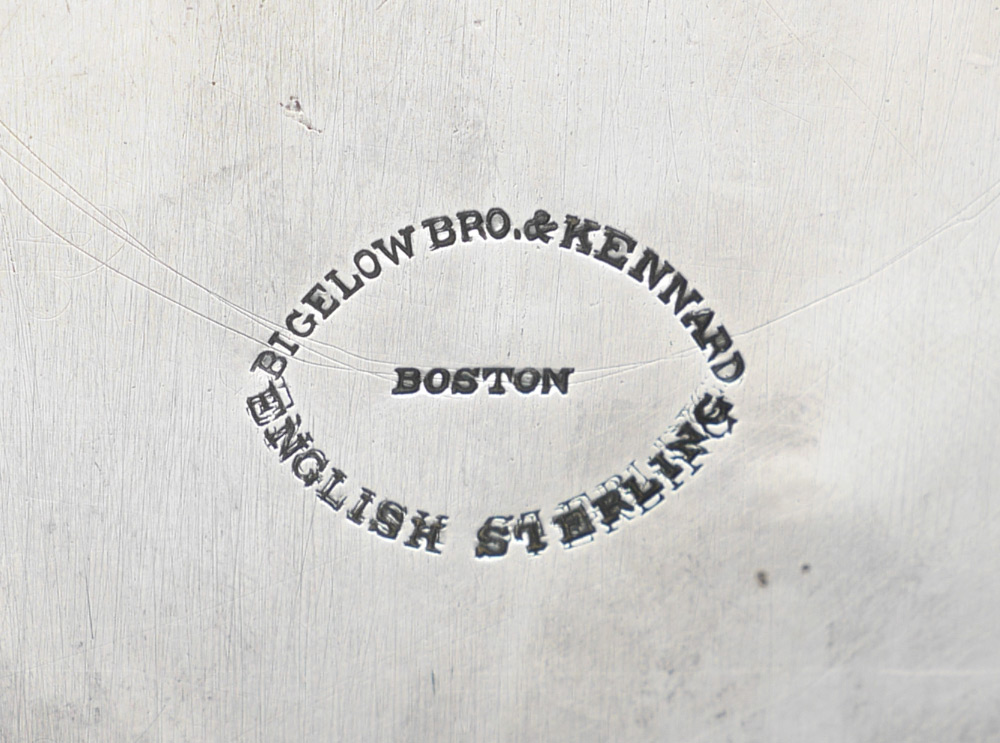 BIGELOW BRO. & KENNARD
BOSTON
ENGLISH STERLING